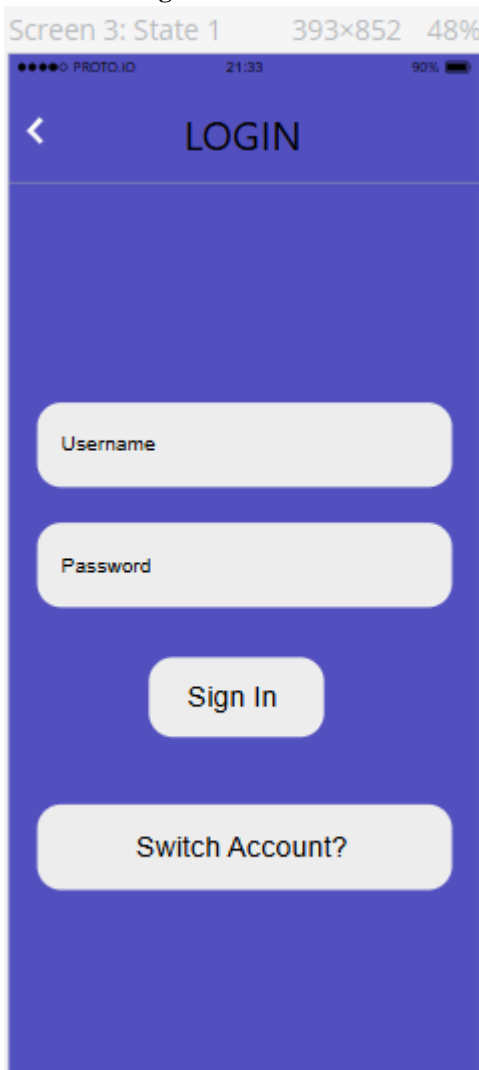 Screen 3: State 1 393×852 48%
PROTO.IO 21:33 90%
LOGIN
Username
Password
Sign In
Switch Account?